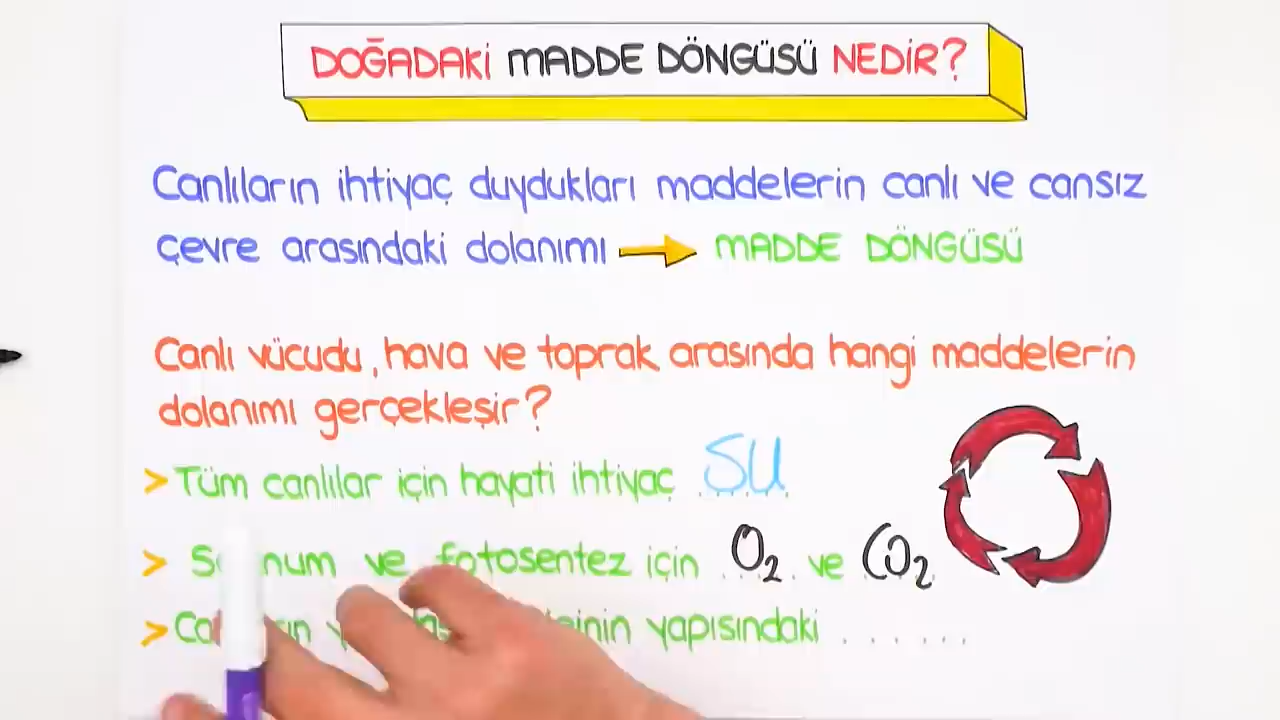 DOĞADAKİ MADDE DÖNGÜSÜ NEDİR?
Canlıların ihtiyaç duydukları maddelerin canlı ve cansız
çevre arasındaki dolanımı → MADDE DÖNGÜSÜ
Canlı vücudu, hava ve toprak arasında hangi maddelerin
dolanımı gerçekleşir?
> Tüm canlılar için hayati ihtiyaç SU
> ve fotosentez için O₂ ve CO₂
> yapısındaki . . . . . .